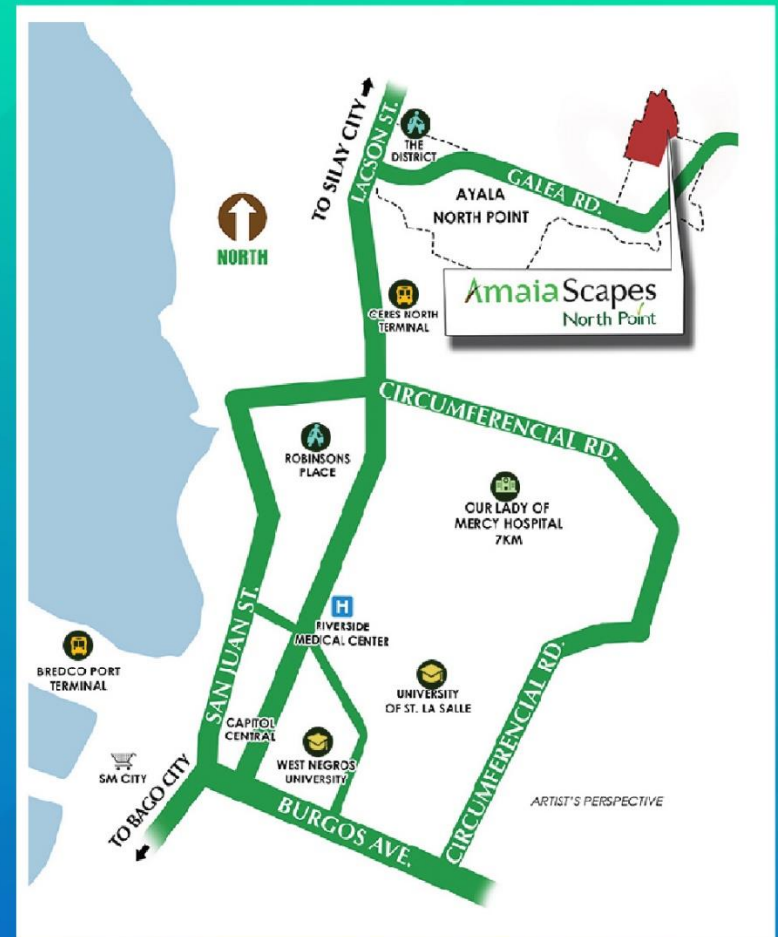 TO SILAY CITY
LACSON ST.
THE
DISTRICT
GALEA RD.
AYALA
NORTH POINT
NORTH
AmaiaScapes
North Point
CERES NORTH
TERMINAL
CIRCUMFERENCIAL RD.
ROBINSONS
PLACE
OUR LADY OF
MERCY HOSPITAL
7KM
H
RIVERSIDE
MEDICAL CENTER
SAN JUAN ST.
BREDCO PORT
TERMINAL
UNIVERSITY
OF ST. LA SALLE
CIRCUMFERENCIAL RD.
CAPITOL
CENTRAL
WEST NEGROS
UNIVERSITY
SM CITY
TO BAGO CITY
BURGOS AVE.
ARTIST'S PERSPECTIVE